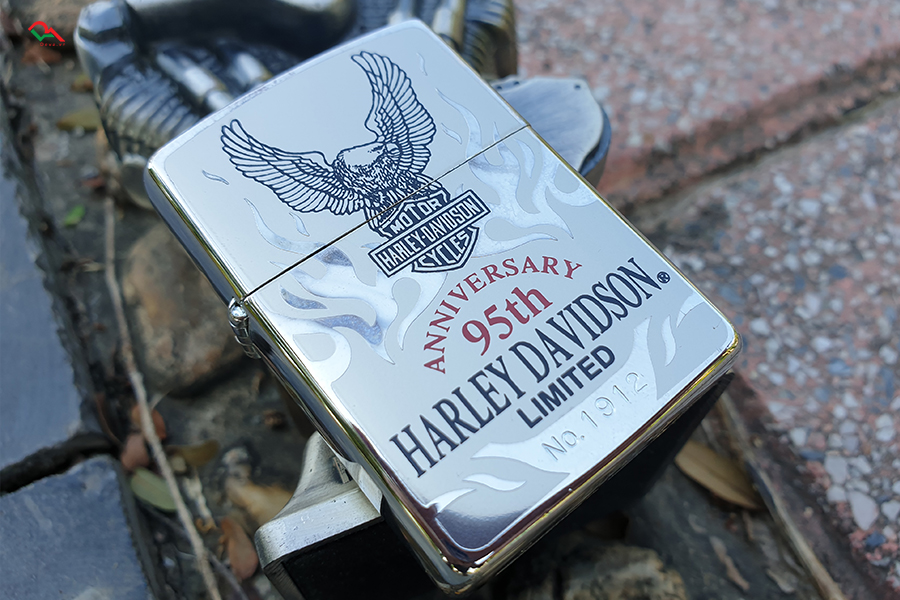 MOTOR
HARLEY-DAVIDSON
CYCLES
ANNIVERSARY
95th
HARLEY DAVIDSON®
LIMITED
No. 1912